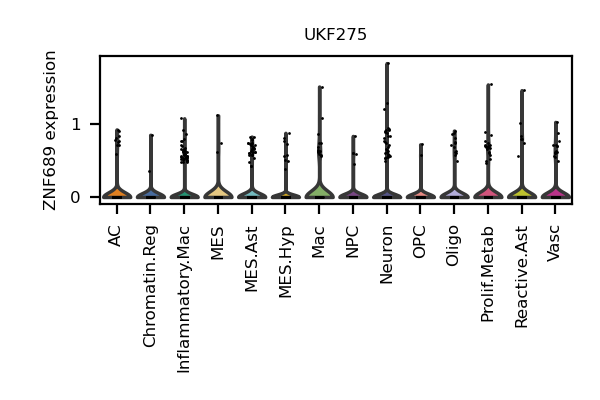 UKF275
ZNF689 expression
1
0
AC
Chromatin.Reg
Inflammatory.Mac
MES
MES.Ast
MES.Hyp
Mac
NPC
Neuron
OPC
Oligo
Prolif.Metab
Reactive.Ast
Vasc